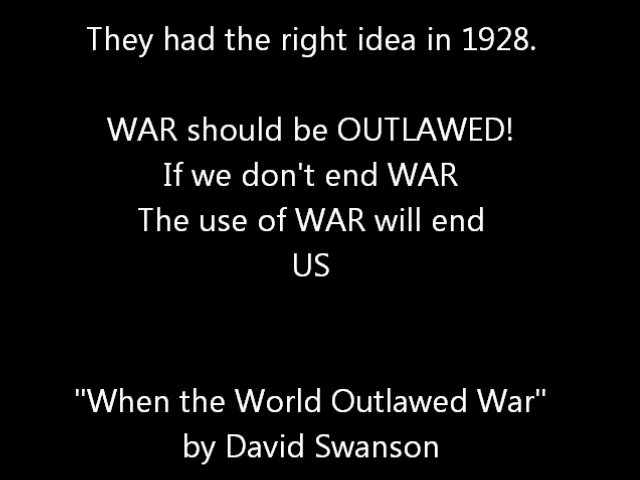 They had the right idea in 1928.
WAR should be OUTLAWED!
If we don't end WAR
The use of WAR will end
US
"When the World Outlawed War"
by David Swanson